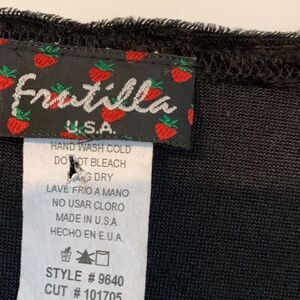 Frutilla
U.S.A.
HAND WASH COLD
DO NOT BLEACH
HANG DRY
LAVE FRIO A MANO
NO USAR CLORO
MADE IN U.S.A.
HECHO EN E.U.A.
STYLE # 9640
CUT # 101705